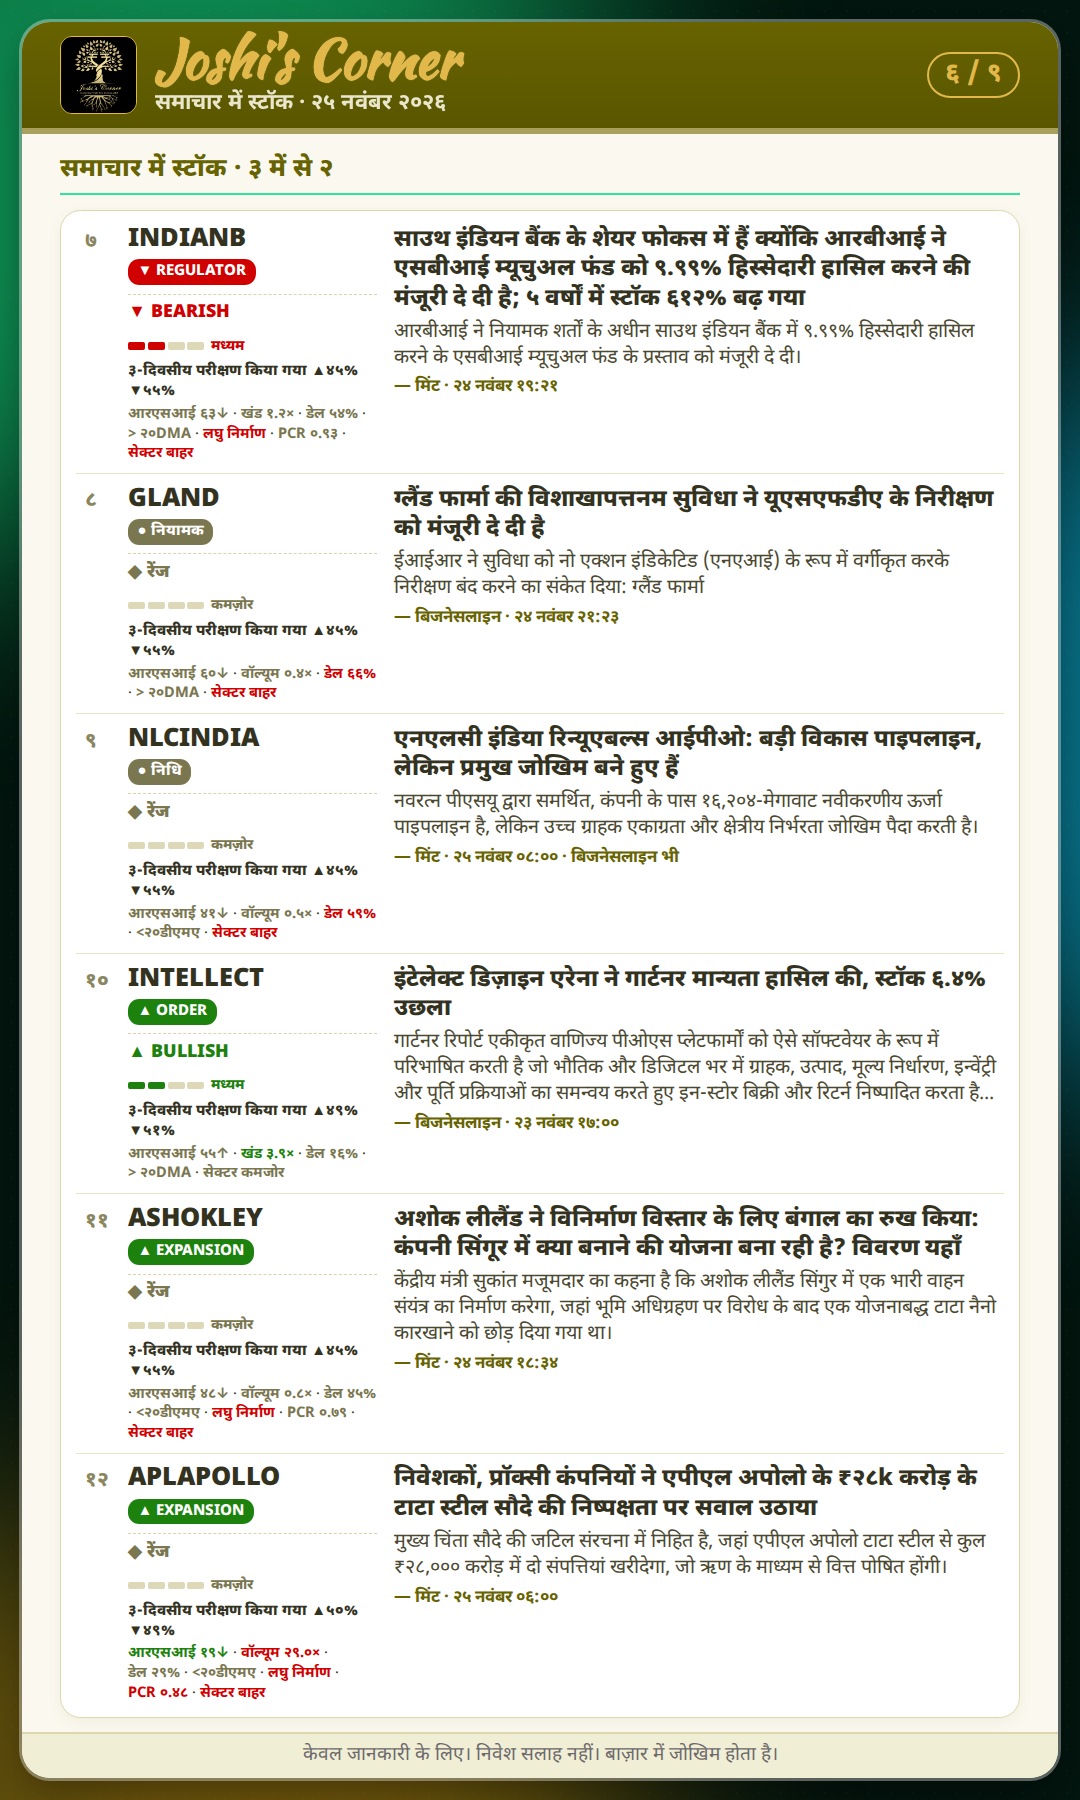 Joshi's Corner
Joshi's Corner
समाचार में स्टॉक · २५ नवंबर २०२६
६ / ९
समाचार में स्टॉक · ३ में से २
७
INDIANB
▼ REGULATOR
▼ BEARISH
मध्यम
३-दिवसीय परीक्षण किया गया ▲४५%
▼५५%
आरएसआई ६३↓ · खंड १.२× · डेल ५४% ·
> २०DMA · लघु निर्माण · PCR ०.९३ ·
सेक्टर बाहर
साउथ इंडियन बैंक के शेयर फोकस में हैं क्योंकि आरबीआई ने
एसबीआई म्यूचुअल फंड को ९.९९% हिस्सेदारी हासिल करने की
मंजूरी दे दी है; ५ वर्षों में स्टॉक ६१२% बढ़ गया
आरबीआई ने नियामक शर्तों के अधीन साउथ इंडियन बैंक में ९.९९% हिस्सेदारी हासिल
करने के एसबीआई म्यूचुअल फंड के प्रस्ताव को मंजूरी दे दी।
— मिंट · २४ नवंबर १९:२१
८
GLAND
● नियामक
◆ रेंज
कमज़ोर
३-दिवसीय परीक्षण किया गया ▲४५%
▼५५%
आरएसआई ६०↓ · वॉल्यूम ०.४× · डेल ६६%
· > २०DMA · सेक्टर बाहर
ग्लैंड फार्मा की विशाखापत्तनम सुविधा ने यूएसएफडीए के निरीक्षण
को मंजूरी दे दी है
ईआईआर ने सुविधा को नो एक्शन इंडिकेटिड (एनएआई) के रूप में वर्गीकृत करके
निरीक्षण बंद करने का संकेत दिया: ग्लैंड फार्मा
— बिजनेसलाइन · २४ नवंबर २१:२३
९
NLCINDIA
● निधि
◆ रेंज
कमज़ोर
३-दिवसीय परीक्षण किया गया ▲४५%
▼५५%
आरएसआई ४१↓ · वॉल्यूम ०.५× · डेल ५९%
· <२०डीएमए · सेक्टर बाहर
एनएलसी इंडिया रिन्यूएबल्स आईपीओ: बड़ी विकास पाइपलाइन,
लेकिन प्रमुख जोखिम बने हुए हैं
नवरत्न पीएसयू द्वारा समर्थित, कंपनी के पास १६,२०४-मेगावाट नवीकरणीय ऊर्जा
पाइपलाइन है, लेकिन उच्च ग्राहक एकाग्रता और क्षेत्रीय निर्भरता जोखिम पैदा करती है।
— मिंट · २५ नवंबर ०८:०० · बिजनेसलाइन भी
१०
INTELLECT
▲ ORDER
▲ BULLISH
मध्यम
३-दिवसीय परीक्षण किया गया ▲४९%
▼५१%
आरएसआई ५५↑ · खंड ३.९× · डेल १६% ·
> २०DMA · सेक्टर कमजोर
इंटेलेक्ट डिज़ाइन एरेना ने गार्टनर मान्यता हासिल की, स्टॉक ६.४%
उछला
गार्टनर रिपोर्ट एकीकृत वाणिज्य पीओएस प्लेटफार्मों को ऐसे सॉफ्टवेयर के रूप में
परिभाषित करती है जो भौतिक और डिजिटल भर में ग्राहक, उत्पाद, मूल्य निर्धारण, इन्वेंट्री
और पूर्ति प्रक्रियाओं का समन्वय करते हुए इन-स्टोर बिक्री और रिटर्न निष्पादित करता है...
— बिजनेसलाइन · २३ नवंबर १७:००
११
ASHOKLEY
▲ EXPANSION
◆ रेंज
कमज़ोर
३-दिवसीय परीक्षण किया गया ▲४५%
▼५५%
आरएसआई ४८↓ · वॉल्यूम ०.८× · डेल ४५%
· <२०डीएमए · लघु निर्माण · PCR ०.७९ ·
सेक्टर बाहर
अशोक लीलैंड ने विनिर्माण विस्तार के लिए बंगाल का रुख किया:
कंपनी सिंगूर में क्या बनाने की योजना बना रही है? विवरण यहाँ
केंद्रीय मंत्री सुकांत मजूमदार का कहना है कि अशोक लीलैंड सिंगुर में एक भारी वाहन
संयंत्र का निर्माण करेगा, जहां भूमि अधिग्रहण पर विरोध के बाद एक योजनाबद्ध टाटा नैनो
कारखाने को छोड़ दिया गया था।
— मिंट · २४ नवंबर १८:३४
१२
APLAPOLLO
▲ EXPANSION
◆ रेंज
कमज़ोर
३-दिवसीय परीक्षण किया गया ▲५०%
▼४९%
आरएसआई १९↓ · वॉल्यूम २९.०× ·
डेल २९% · <२०डीएमए · लघु निर्माण ·
PCR ०.४८ · सेक्टर बाहर
निवेशकों, प्रॉक्सी कंपनियों ने एपीएल अपोलो के ₹२८k करोड़ के
टाटा स्टील सौदे की निष्पक्षता पर सवाल उठाया
मुख्य चिंता सौदे की जटिल संरचना में निहित है, जहां एपीएल अपोलो टाटा स्टील से कुल
₹२८,००० करोड़ में दो संपत्तियां खरीदेगा, जो ऋण के माध्यम से वित्त पोषित होंगी।
— मिंट · २५ नवंबर ०६:००
केवल जानकारी के लिए। निवेश सलाह नहीं। बाज़ार में जोखिम होता है।